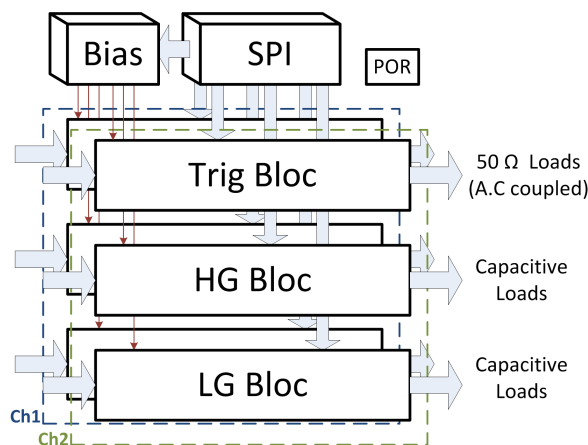 Bias
SPI
POR
Trig Bloc
50 Ω Loads
(A.C coupled)
HG Bloc
Capacitive
Loads
LG Bloc
Capacitive
Loads
Ch1
Ch2